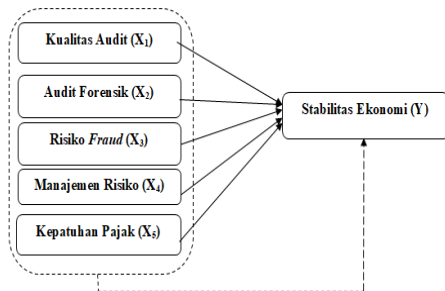 Kualitas Audit (X₁)
Audit Forensik (X₂)
Stabilitas Ekonomi (Y)
Risiko Fraud (X₃)
Manajemen Risiko (X₄)
Kepatuhan Pajak (X₅)